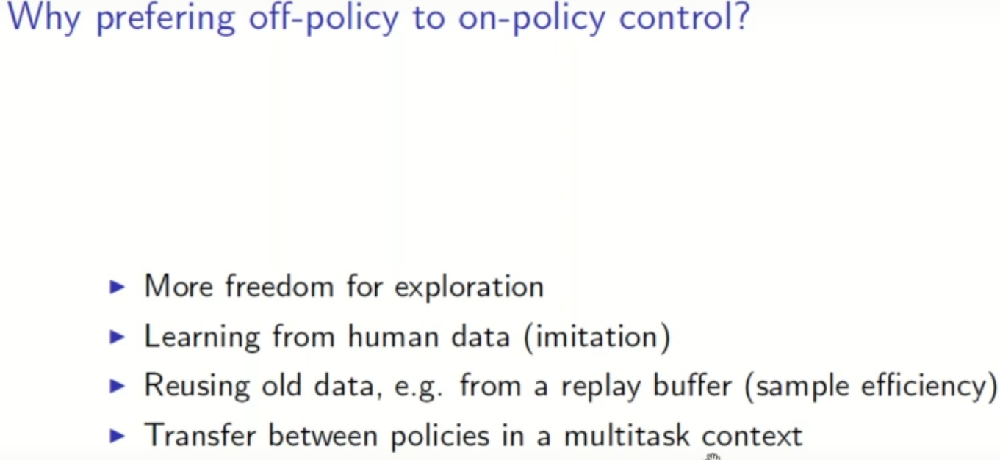 Why prefering off-policy to on-policy control?
► More freedom for exploration
► Learning from human data (imitation)
► Reusing old data, e.g. from a replay buffer (sample efficiency)
► Transfer between policies in a multitask context